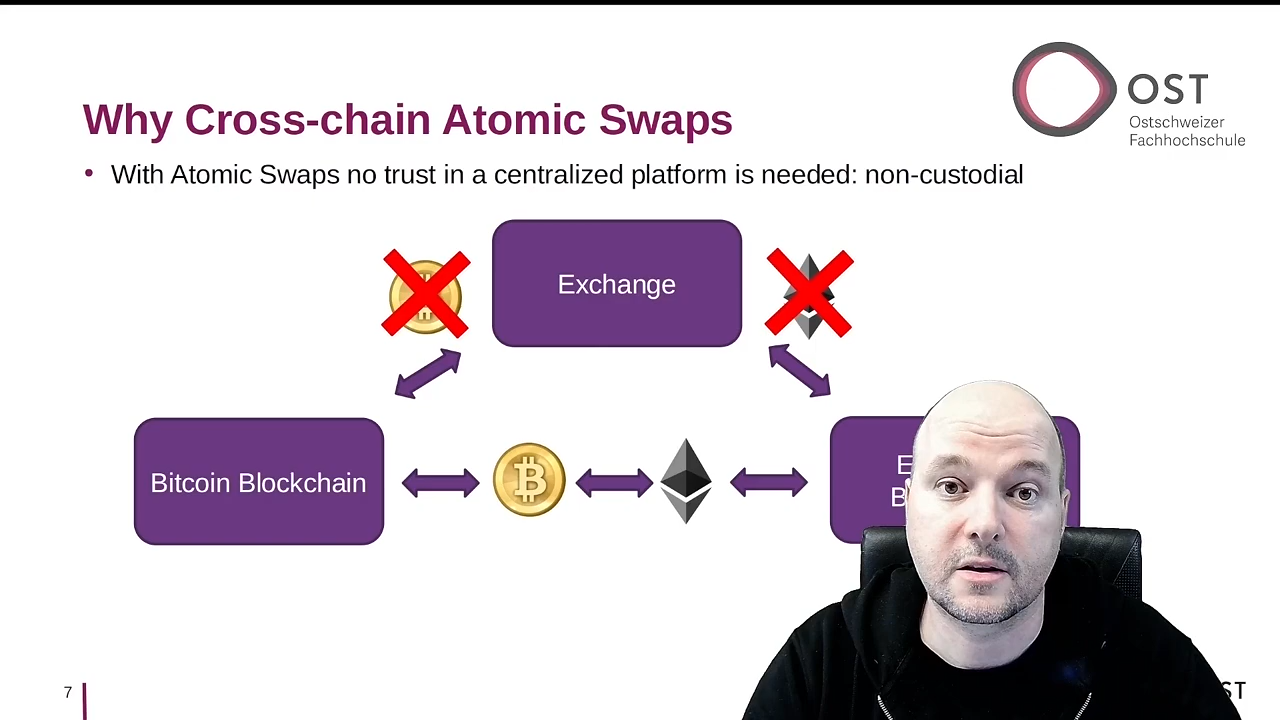 OST
Ostschweizer
Fachhochschule
Why Cross-chain Atomic Swaps
• With Atomic Swaps no trust in a centralized platform is needed: non-custodial
Exchange
Bitcoin Blockchain
7